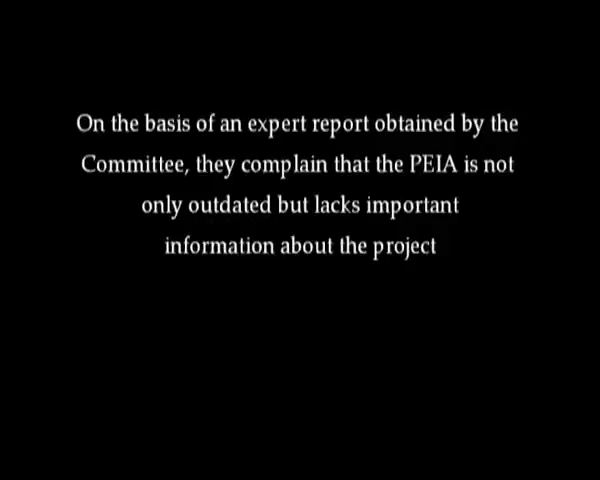 On the basis of an expert report obtained by the
Committee, they complain that the PEIA is not
only outdated but lacks important
information about the project